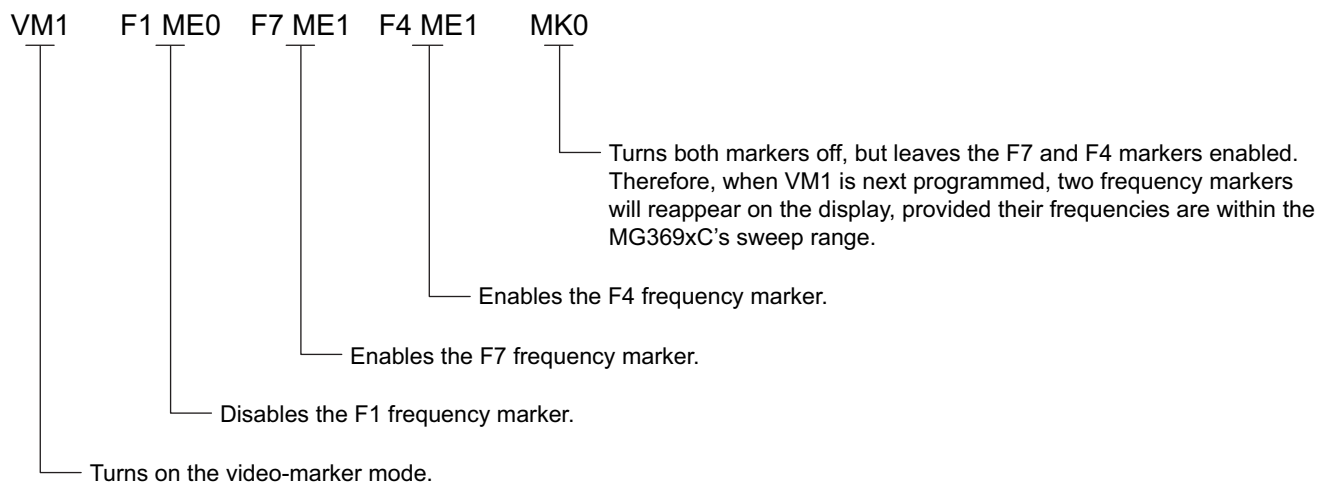 VM1 F1 ME0 F7 ME1 F4 ME1 MK0
Turns both markers off, but leaves the F7 and F4 markers enabled.
Therefore, when VM1 is next programmed, two frequency markers
will reappear on the display, provided their frequencies are within the
MG369xC's sweep range.
Enables the F4 frequency marker.
Enables the F7 frequency marker.
Disables the F1 frequency marker.
Turns on the video-marker mode.